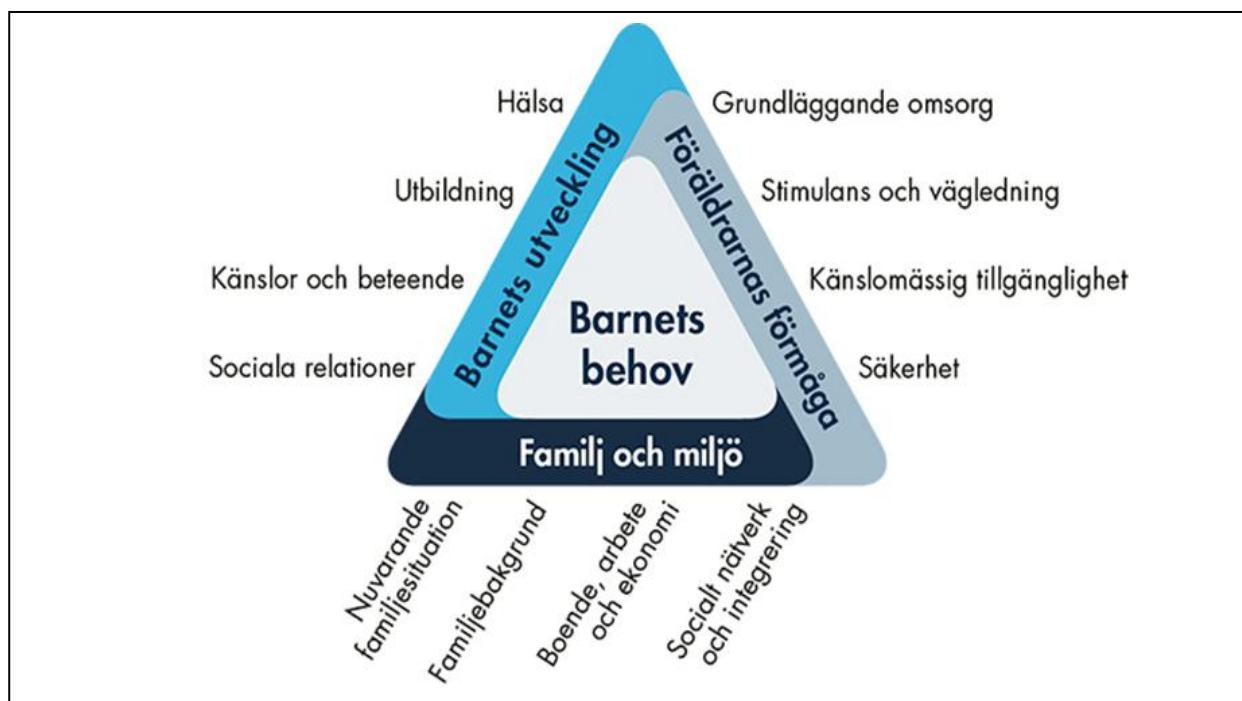 Hälsa
Utbildning
Känslor och beteende
Sociala relationer
Barnets utveckling
Barnets
behov
Föräldrarnas förmåga
Grundläggande omsorg
Stimulans och vägledning
Känslomässig tillgänglighet
Säkerhet
Familj och miljö
Nuvarande
familjesituation
Familjebakgrund
Boende, arbete
och ekonomi
Socialt nätverk
och integrering